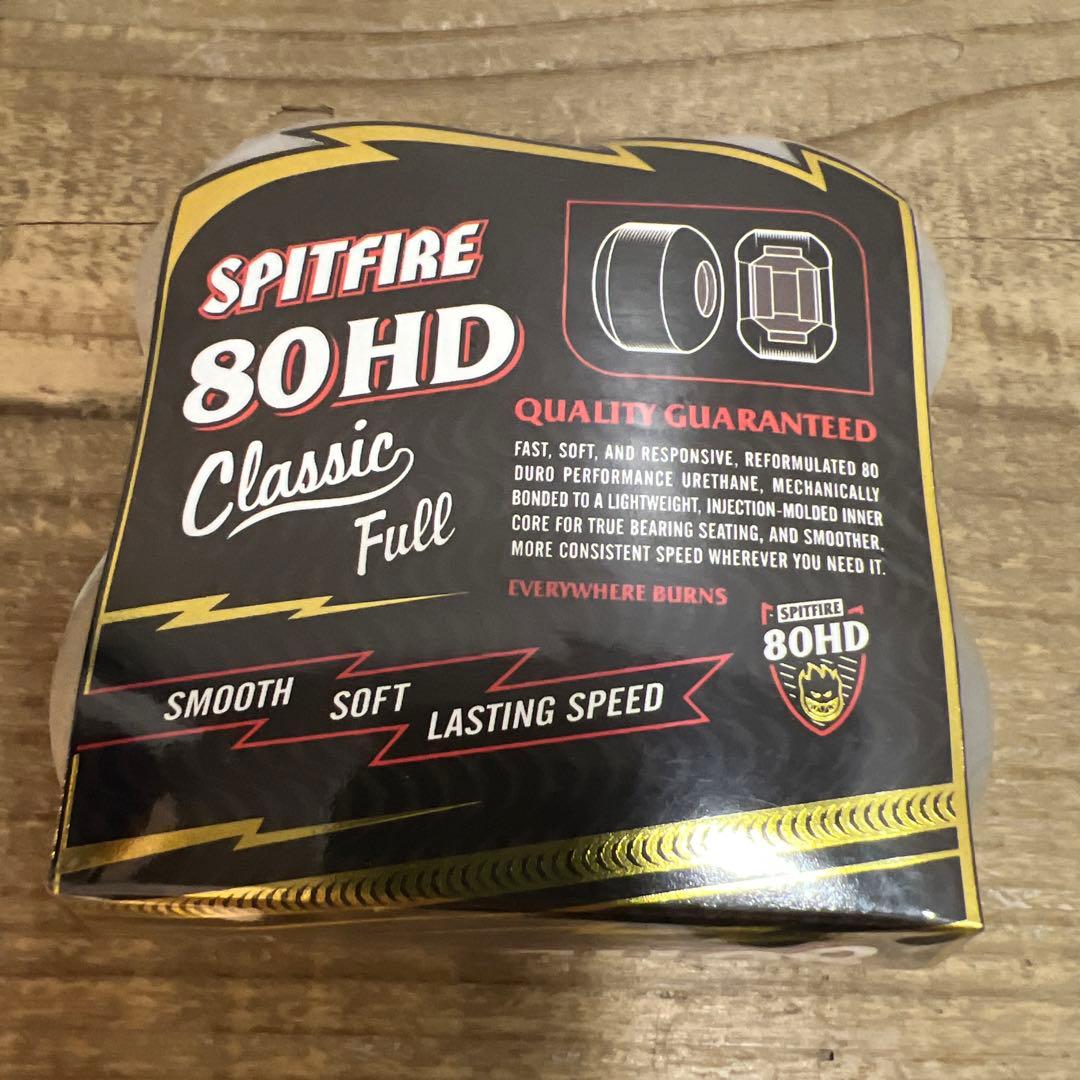 SPITFIRE
80HD
Classic
Full
QUALITY GUARANTEED
FAST, SOFT, AND RESPONSIVE, REFORMULATED 80
DURO PERFORMANCE URETHANE, MECHANICALLY
BONDED TO A LIGHTWEIGHT, INJECTION-MOLDED INNER
CORE FOR TRUE BEARING SEATING, AND SMOOTHER,
MORE CONSISTENT SPEED WHEREVER YOU NEED IT.
EVERYWHERE BURNS
SPITFIRE
80HD
SMOOTH SOFT LASTING SPEED